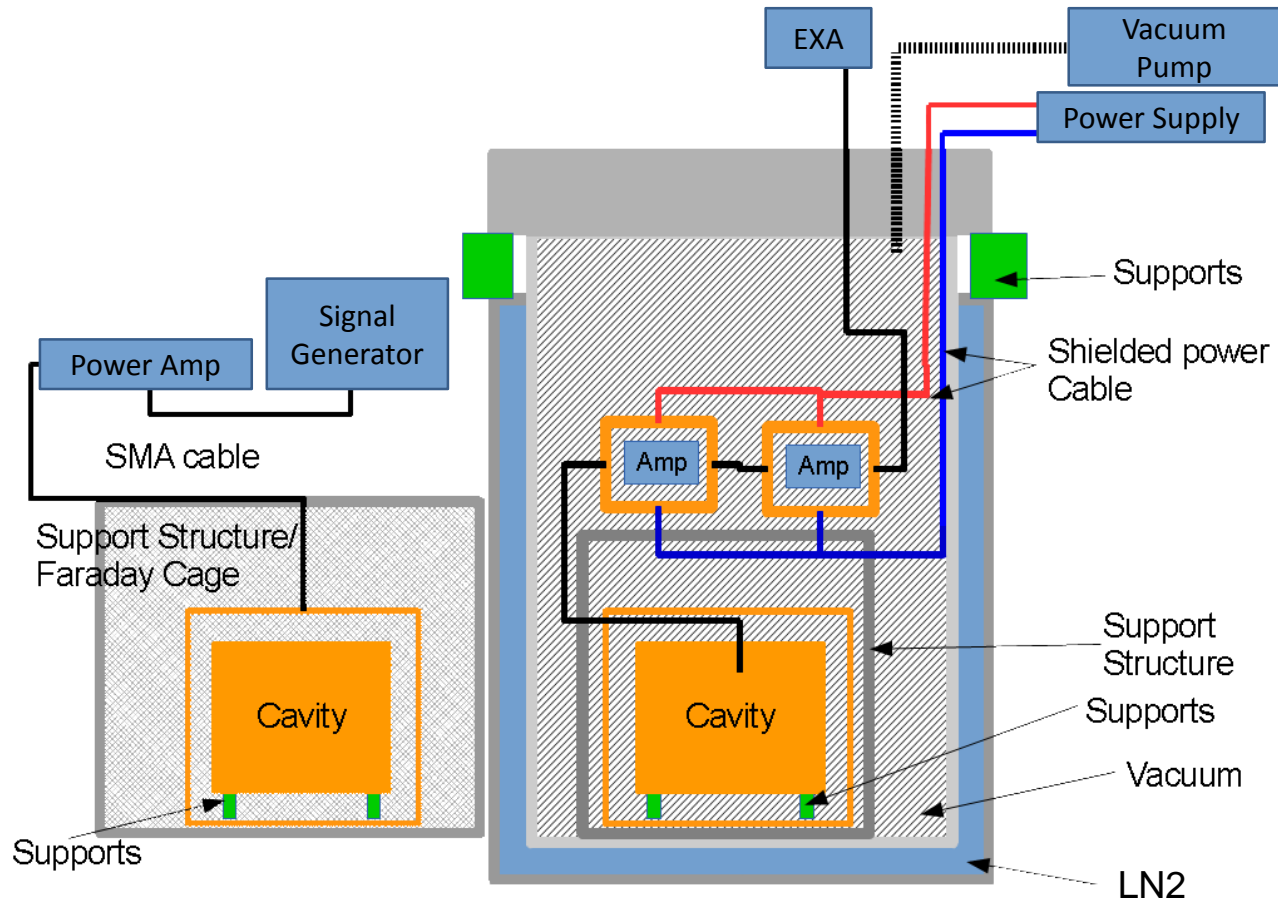 EXA
Vacuum
Pump
Power Supply
Supports
Signal
Generator
Power Amp
Shielded power
Cable
SMA cable
Amp
Amp
Support Structure/
Faraday Cage
Support
Structure
Cavity
Cavity
Supports
Vacuum
Supports
LN2